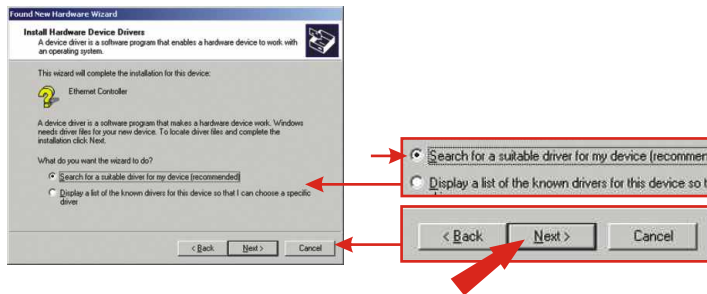 Found New Hardware Wizard
Install Hardware Device Drivers
A device driver is a software program that enables a hardware device to work with
an operating system.
This wizard will complete the installation for this device:
Ethernet Controller
A device driver is a software program that makes a hardware device work. Windows
needs driver files for your new device. To locate driver files and complete the
installation click Next.
What do you want the wizard to do?
Search for a suitable driver for my device (recommended)
Display a list of the known drivers for this device so that I can choose a specific
driver
< Back Next > Cancel
Search for a suitable driver for my device (recommen
Display a list of the known drivers for this device so t
< Back Next > Cancel